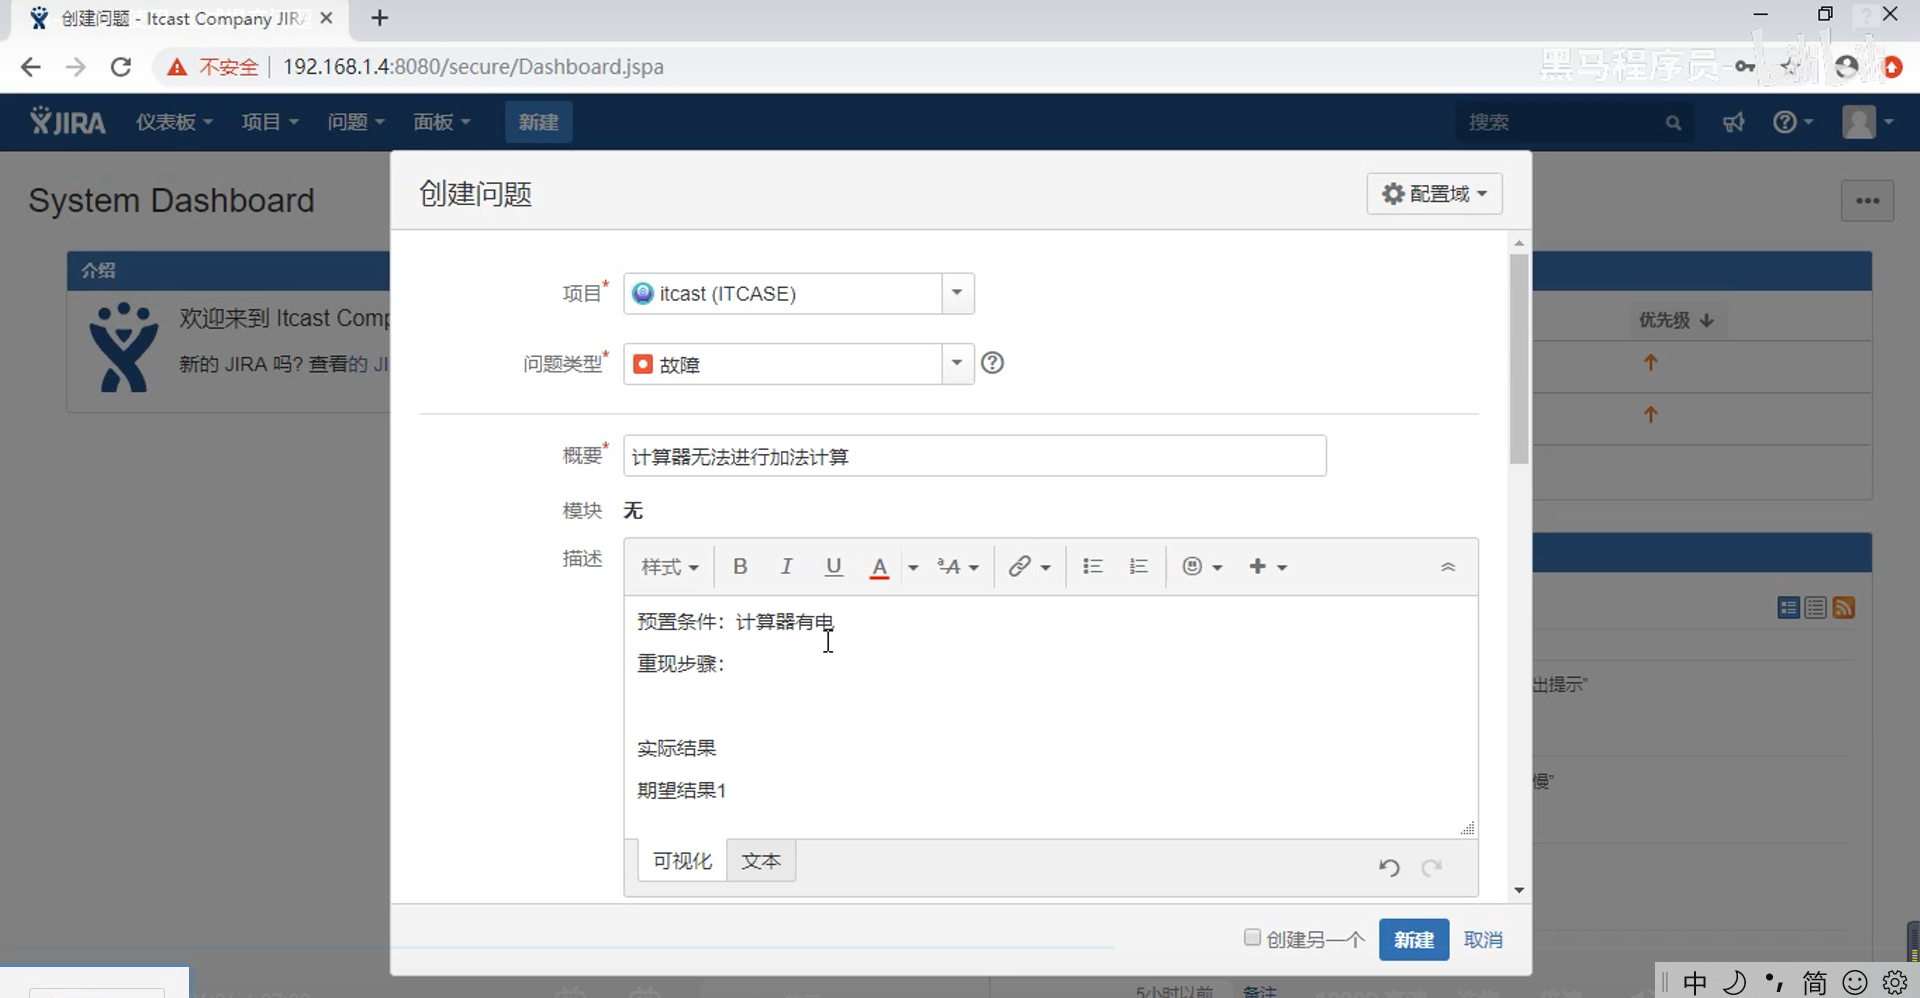 创建问题 - Itcast Company JIRA
不安全 192.168.1.4:8080/secure/Dashboard.jspa
黑马程序员-
JIRA 仪表板 项目 问题 面板 新建 搜索
System Dashboard
创建问题
配置域
介绍
欢迎来到 Itcast Comp
新的 JIRA 吗? 查看的 JI
项目* itcast (ITCASE)
问题类型* 故障
优先级
概要* 计算器无法进行加法计算
模块 无
描述
样式 B I U A
预置条件：计算器有电
重现步骤：
出提示”
实际结果
慢”
期望结果1
可视化 文本
创建另一个 新建 取消
5小时以前 备注
中 简